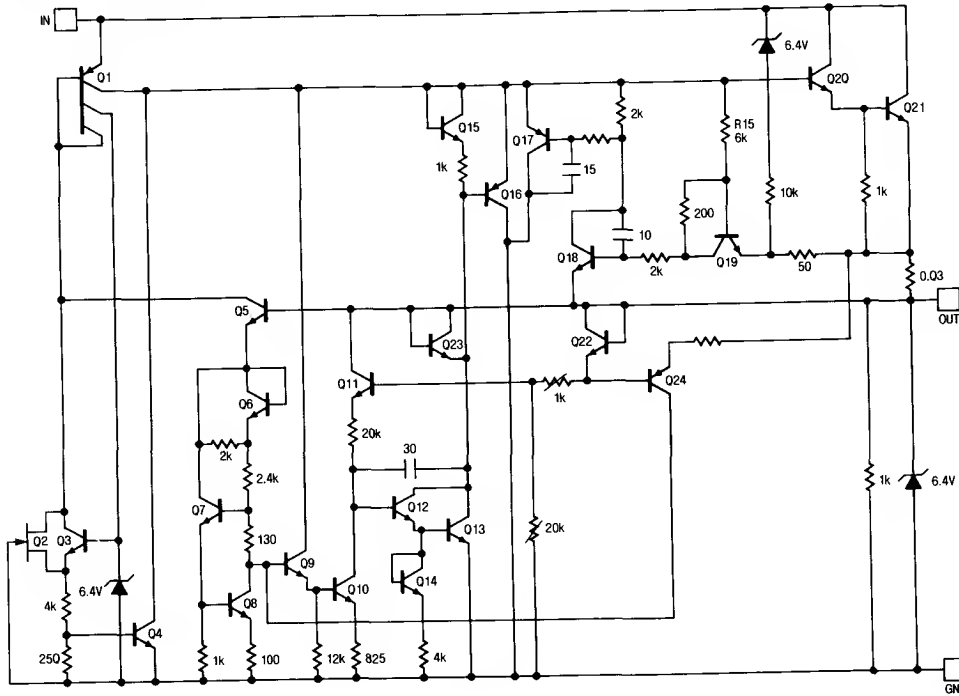 IN
Q1
6.4V
Q20
Q21
Q15
Q17
2k
R15
6k
1k
Q16
15
10k
1k
200
10
Q18
2k
Q19
50
0.03
OUT
Q5
Q23
Q22
Q24
Q11
1k
Q6
20k
2k
30
2.4k
1k
6.4V
Q7
Q12
Q2
Q3
130
Q13
20k
Q9
Q10
Q14
6.4V
4k
Q8
Q4
250
1k
100
12k
825
4k
GN